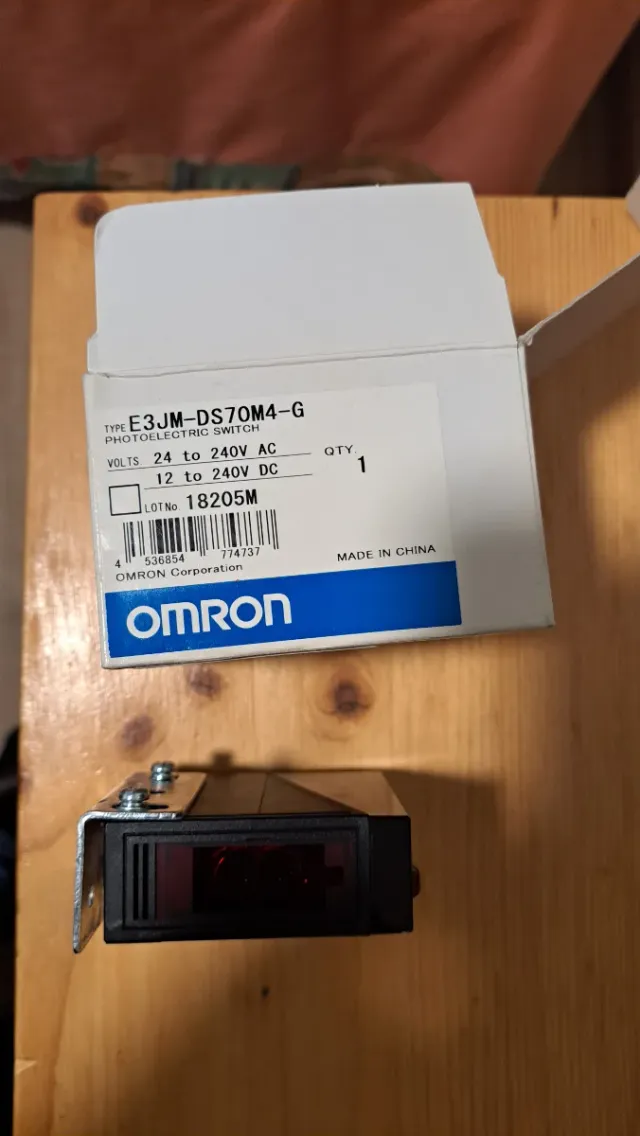 TYPE E3JM-DS70M4-G
PHOTOELECTRIC SWITCH
VOLTS 24 to 240V AC
12 to 240V DC
QTY. 1
LOT No. 18205M
4 536854 774737
OMRON Corporation
MADE IN CHINA
OMRON